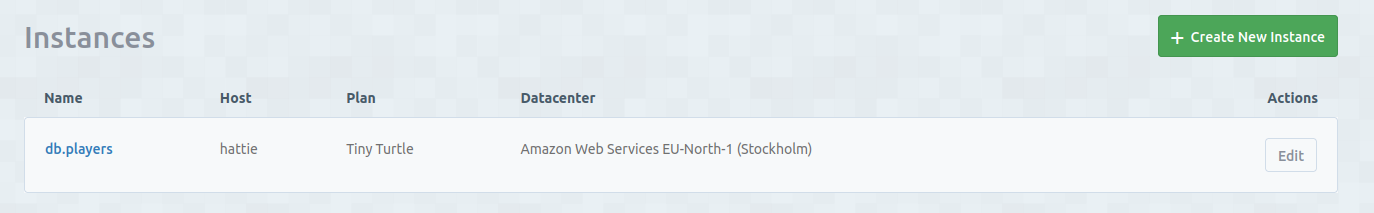 Instances
+ Create New Instance
Name Host Plan Datacenter Actions
db.players hattie Tiny Turtle Amazon Web Services EU-North-1 (Stockholm) Edit